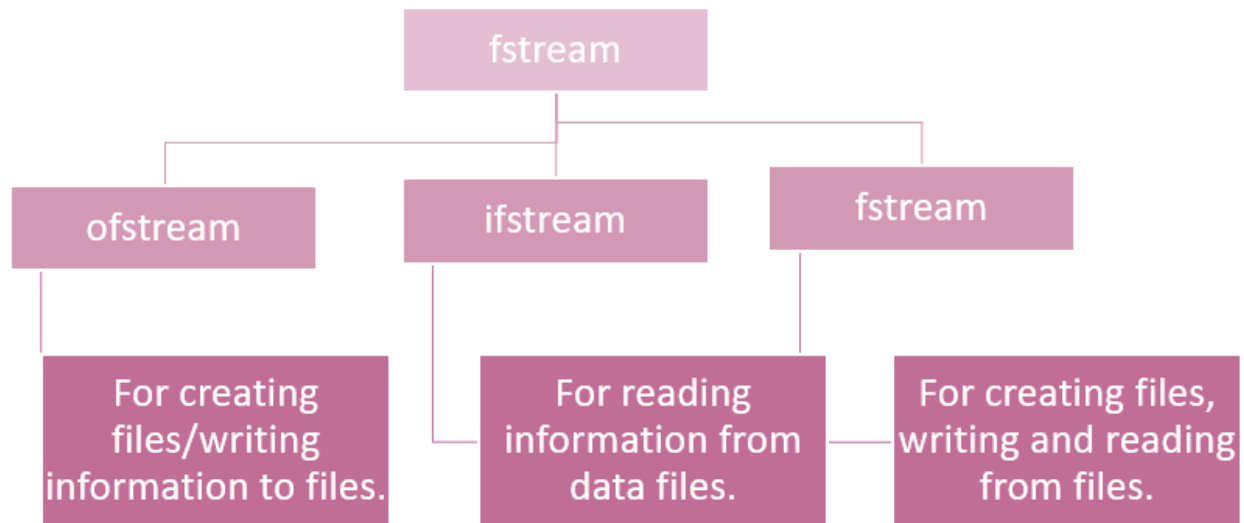 fstream
ofstream
ifstream
fstream
For creating
files/writing
information to files.
For reading
information from
data files.
For creating files,
writing and reading
from files.